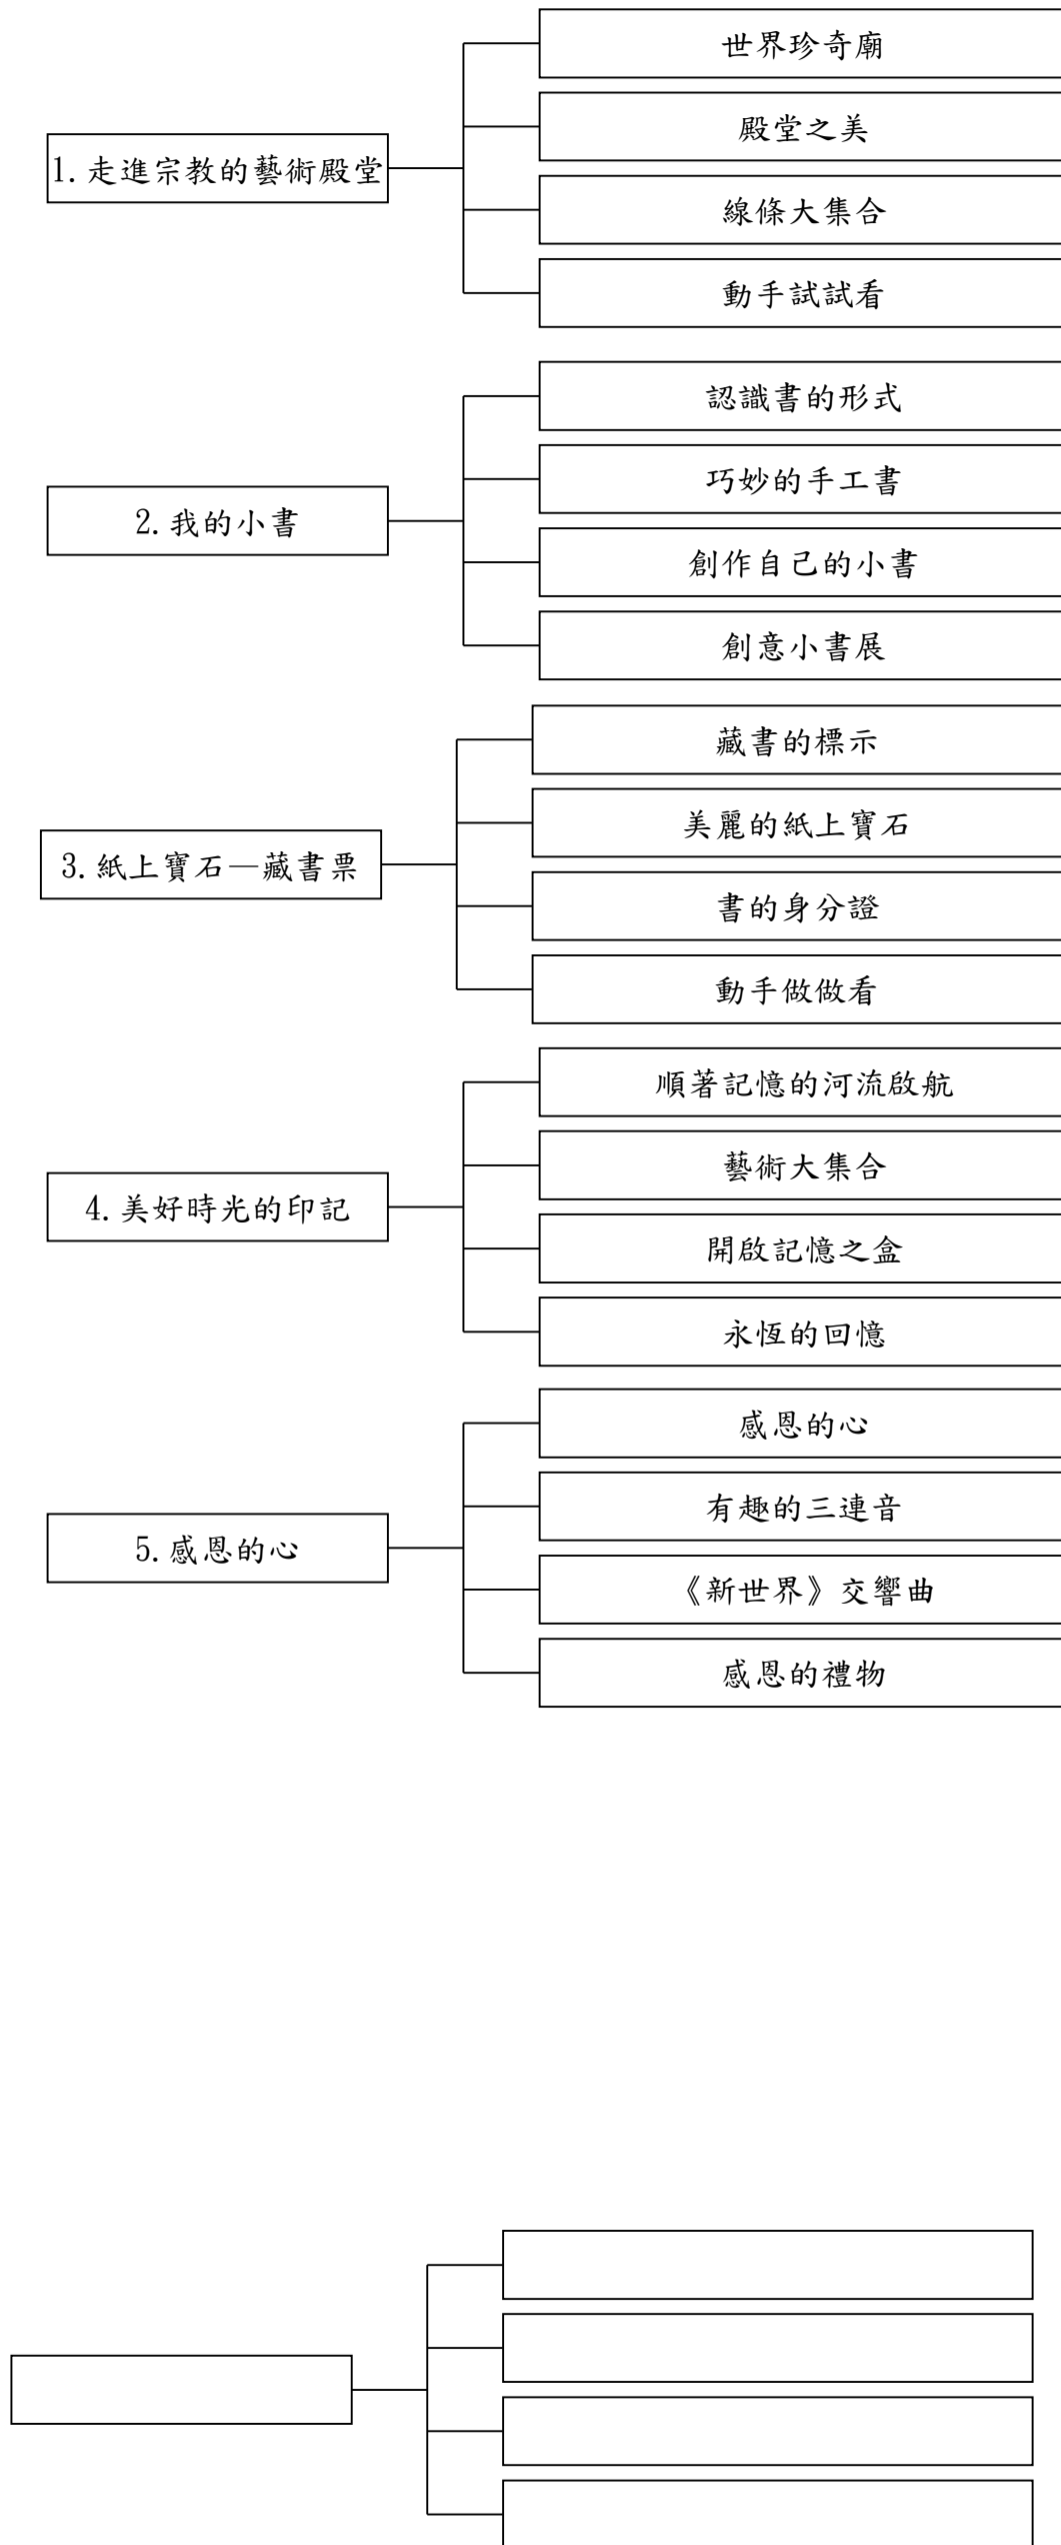 1. 走進宗教的藝術殿堂
世界珍奇廟
殿堂之美
線條大集合
動手試試看
2. 我的小書
認識書的形式
巧妙的手工書
創作自己的小書
創意小書展
3. 紙上寶石—藏書票
藏書的標示
美麗的紙上寶石
書的身分證
動手做做看
4. 美好時光的印記
順著記憶的河流啟航
藝術大集合
開啟記憶之盒
永恆的回憶
5. 感恩的心
感恩的心
有趣的三連音
《新世界》交響曲
感恩的禮物